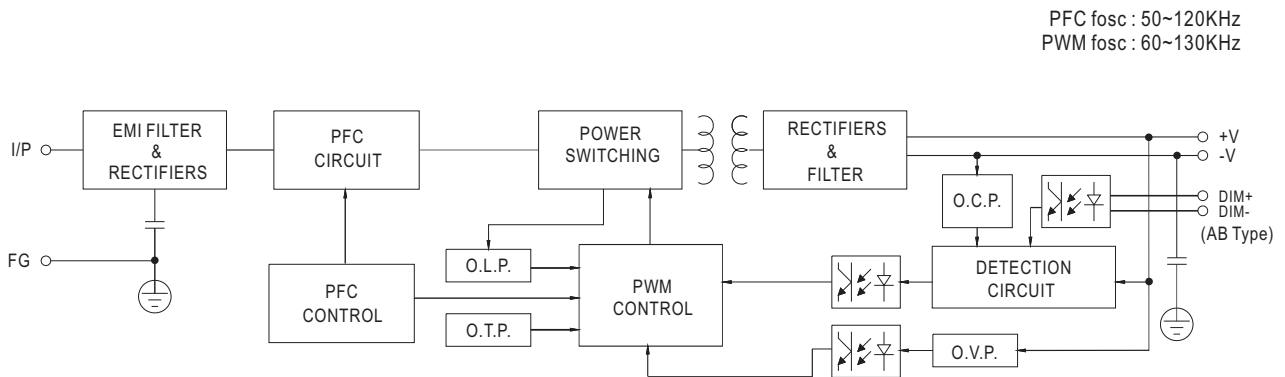 PFC fosc : 50~120KHz
PWM fosc : 60~130KHz
I/P
EMI FILTER
&
RECTIFIERS
PFC
CIRCUIT
POWER
SWITCHING
RECTIFIERS
&
FILTER
+V
-V
O.C.P.
DIM+
DIM-
(AB Type)
FG
O.L.P.
PFC
CONTROL
PWM
CONTROL
DETECTION
CIRCUIT
O.T.P.
O.V.P.